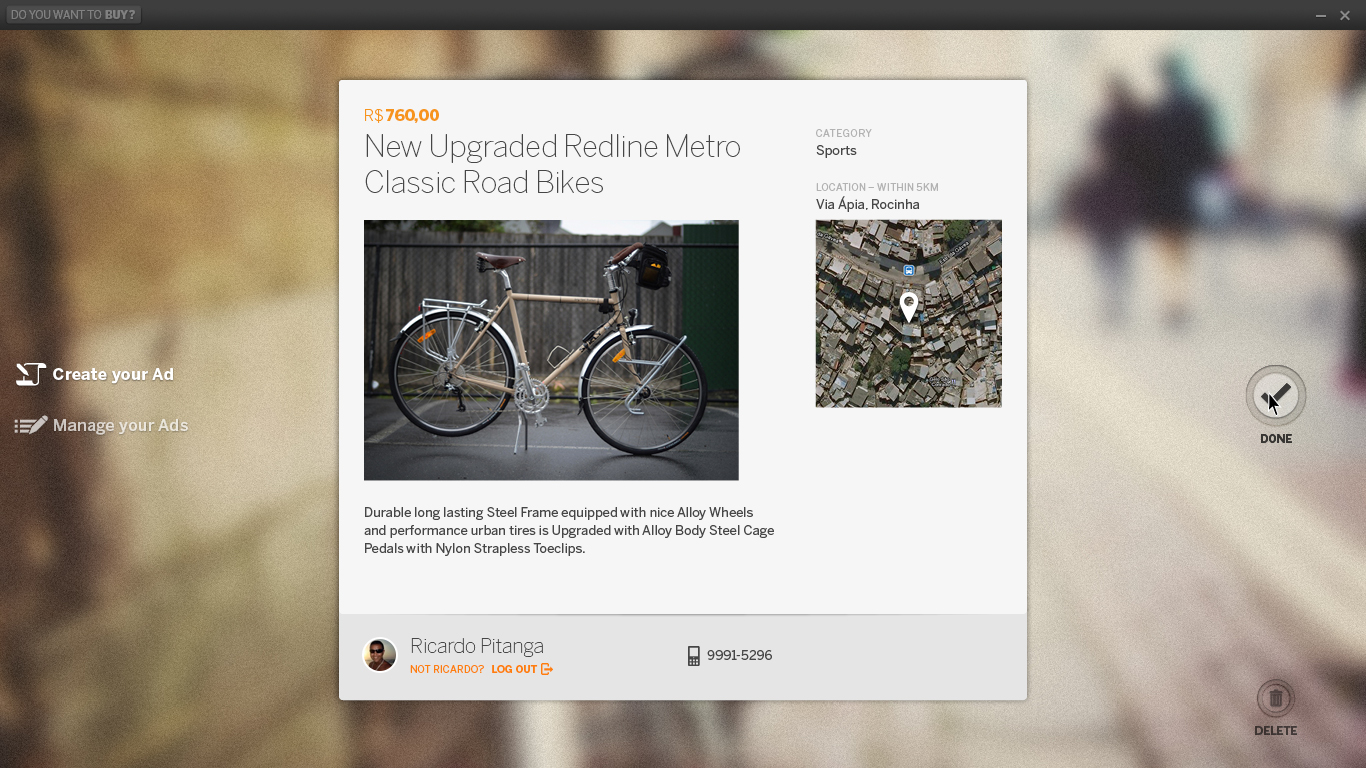 DO YOU WANT TO BUY?
R$ 760,00
New Upgraded Redline Metro
Classic Road Bikes
CATEGORY
Sports
LOCATION – WITHIN 5KM
Via Ápia, Rocinha
Create your Ad
Manage your Ads
DONE
Durable long lasting Steel Frame equipped with nice Alloy Wheels
and performance urban tires is Upgraded with Alloy Body Steel Cage
Pedals with Nylon Strapless Toeclips.
Ricardo Pitanga
NOT RICARDO? LOG OUT
9991-5296
DELETE